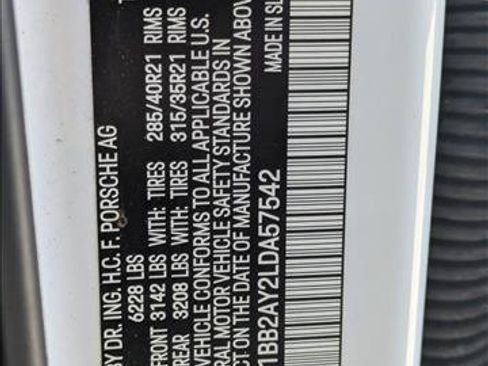 BY DR. ING. H.C. F. PORSCHE AG
6228 LBS
FRONT 3142 LBS WITH: TIRES 285/40R21 RIMS
REAR 3208 LBS WITH: TIRES 315/35R21 RIMS
VEHICLE CONFORMS TO ALL APPLICABLE U.S.
RAL MOTOR VEHICLE SAFETY STANDARDS IN
CT ON THE DATE OF MANUFACTURE SHOWN ABOVE
1BB2AY2LDA57542
MADE IN SL